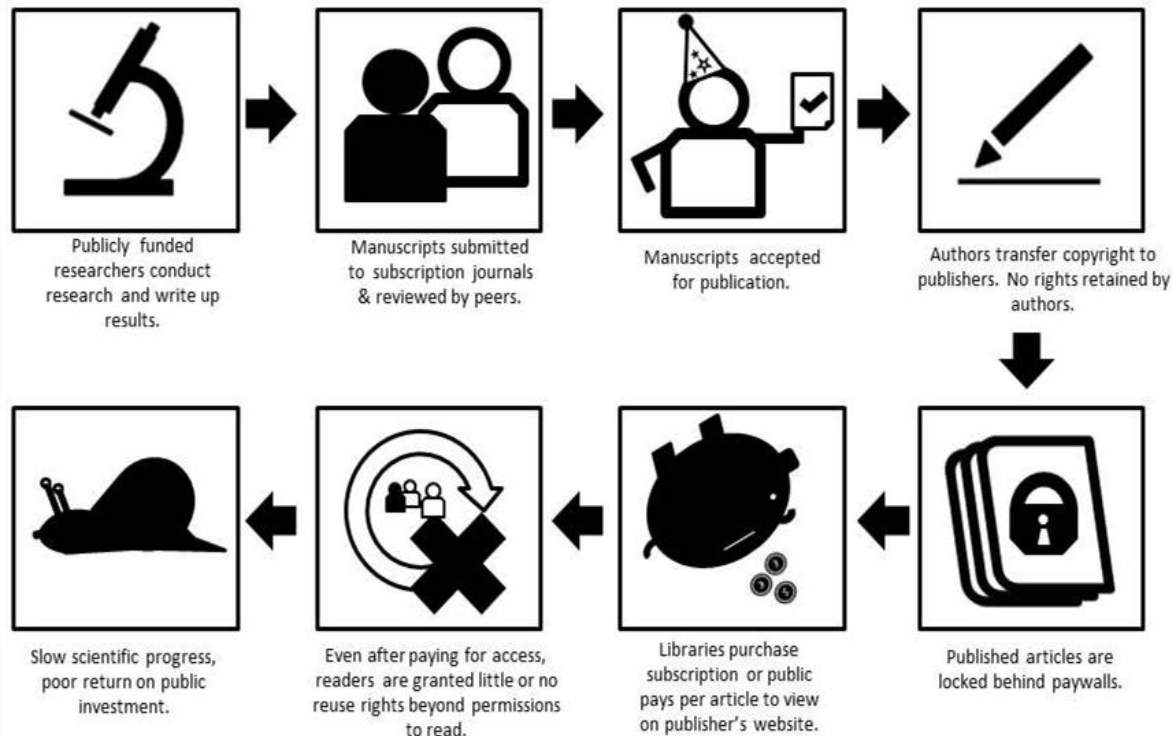 Publicly funded
researchers conduct
research and write up
results.
Manuscripts submitted
to subscription journals
& reviewed by peers.
Manuscripts accepted
for publication.
Authors transfer copyright to
publishers. No rights retained by
authors.
Published articles are
locked behind paywalls.
Libraries purchase
subscription or public
pays per article to view
on publisher's website.
Even after paying for access,
readers are granted little or no
reuse rights beyond permissions
to read.
Slow scientific progress,
poor return on public
investment.